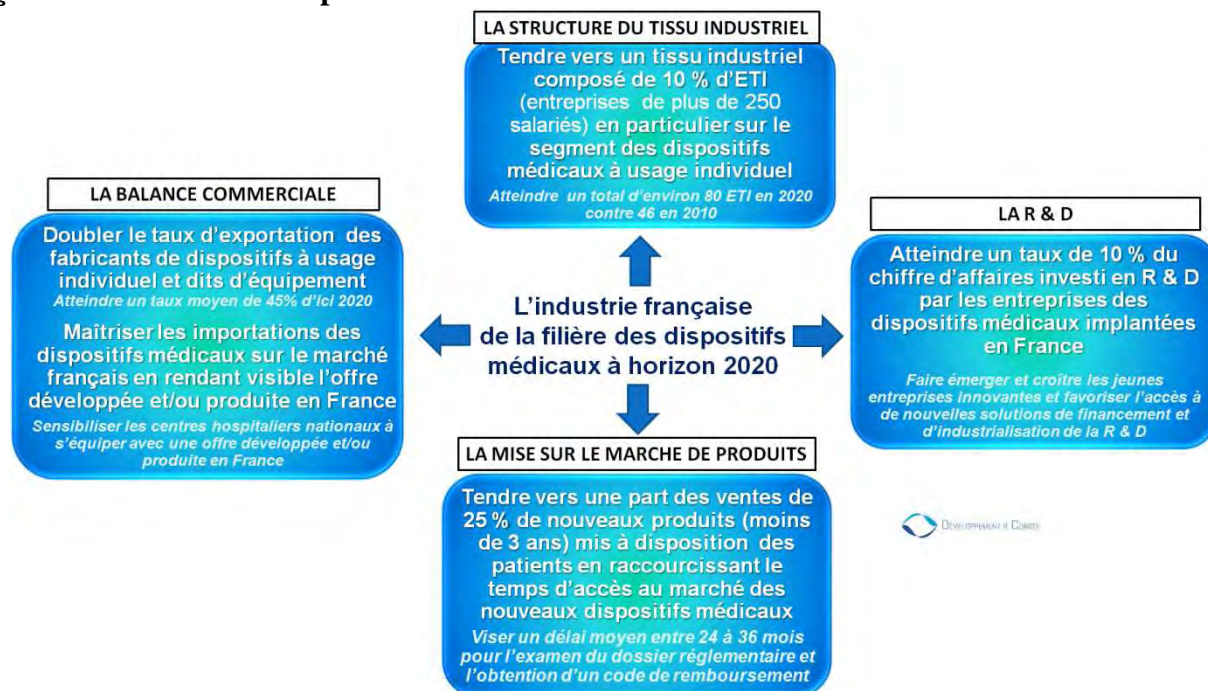 LA STRUCTURE DU TISSU INDUSTRIEL
Tendre vers un tissu industriel
composé de 10 % d'ETI
(entreprises de plus de 250
salariés) en particulier sur le
segment des dispositifs
médicaux à usage individuel
Atteindre un total d'environ 80 ETI en 2020
contre 46 en 2010
LA BALANCE COMMERCIALE
Doubler le taux d'exportation des
fabricants de dispositifs à usage
individuel et dits d'équipement
Atteindre un taux moyen de 45% d'ici 2020
Maîtriser les importations des
dispositifs médicaux sur le marché
français en rendant visible l'offre
développée et/ou produite en France
Sensibiliser les centres hospitaliers nationaux à
s'équiper avec une offre développée et/ou
produite en France
L'industrie française
de la filière des dispositifs
médicaux à horizon 2020
LA R & D
Atteindre un taux de 10 % du
chiffre d'affaires investi en R & D
par les entreprises des
dispositifs médicaux implantées
en France
Faire émerger et croître les jeunes
entreprises innovantes et favoriser l'accès à
de nouvelles solutions de financement et
d'industrialisation de la R & D
LA MISE SUR LE MARCHE DE PRODUITS
Tendre vers une part des ventes de
25 % de nouveaux produits (moins
de 3 ans) mis à disposition des
patients en raccourcissant le
temps d'accès au marché des
nouveaux dispositifs médicaux
Viser un délai moyen entre 24 à 36 mois
pour l'examen du dossier réglementaire et
l'obtention d'un code de remboursement
DÉVELOPPEMENT & CONSEIL